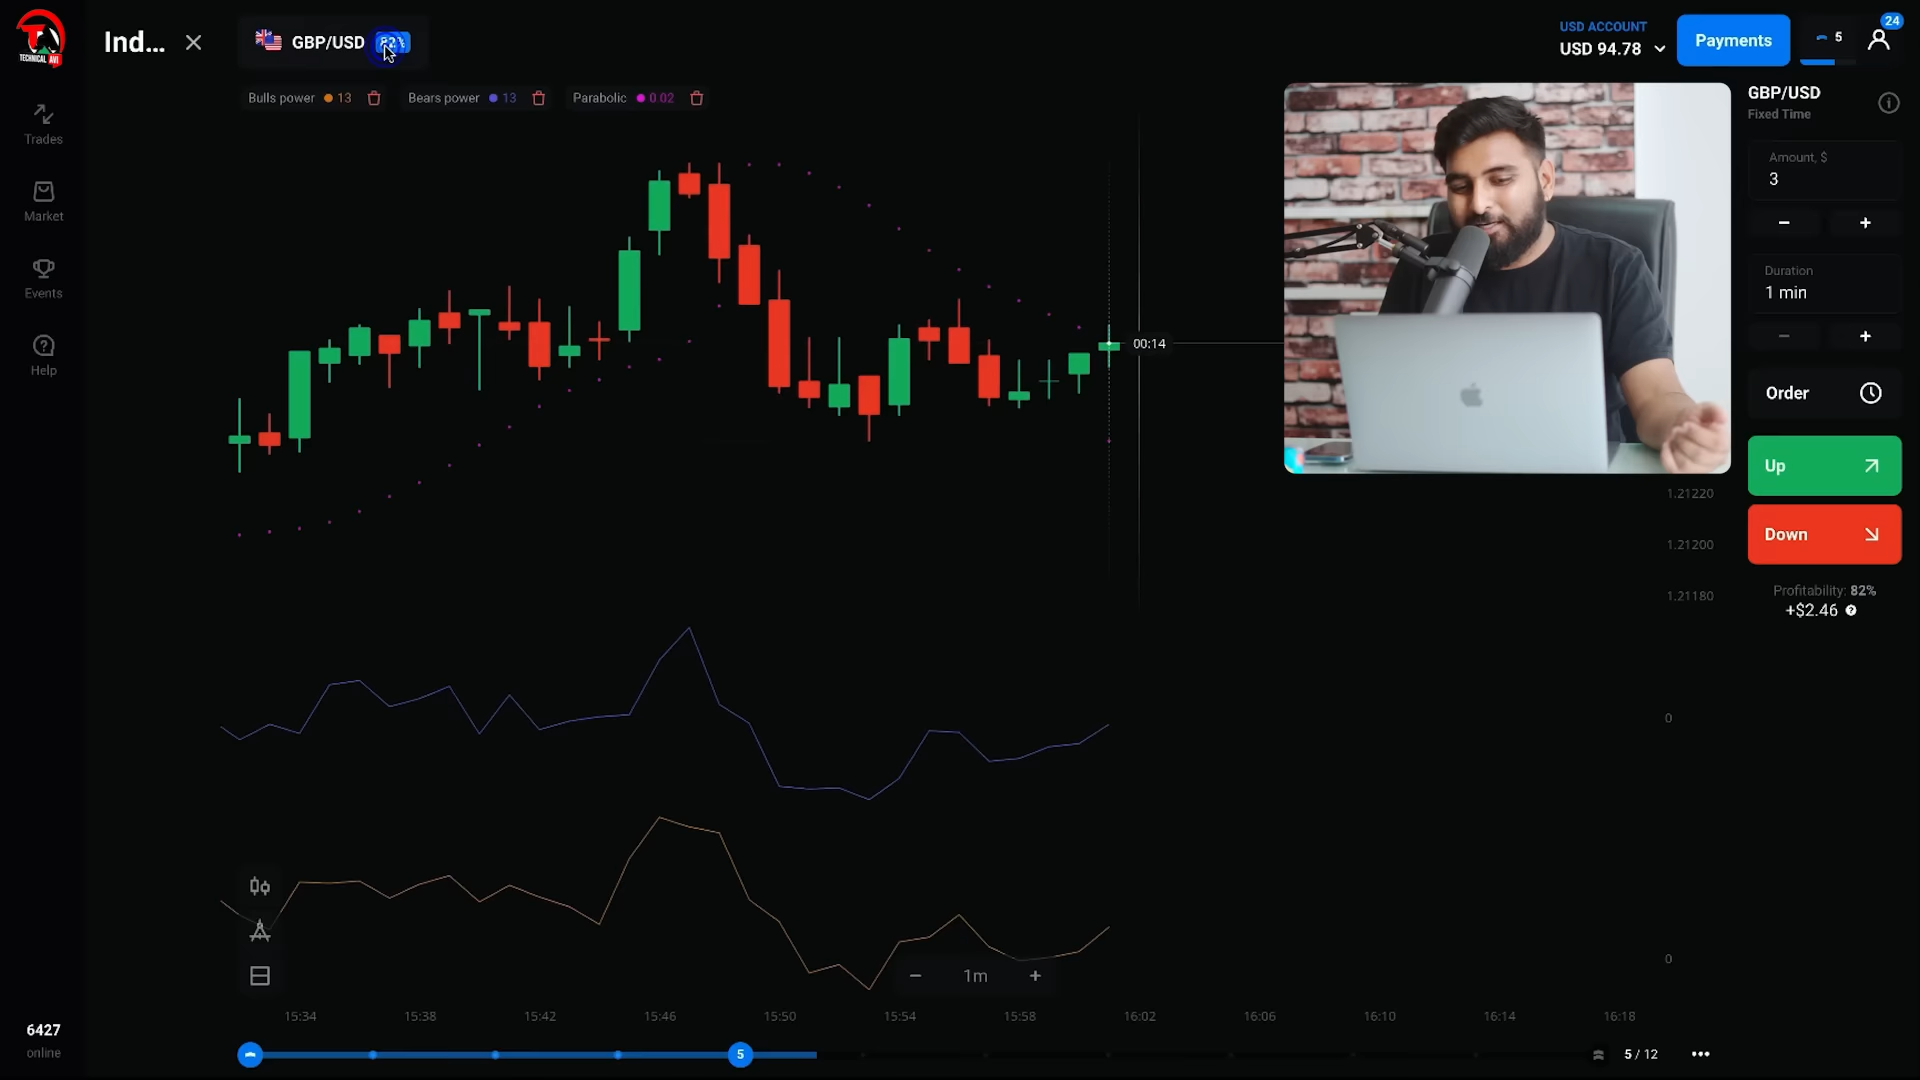 TECHNICAL AVI
Ind...
GBP/USD
82%
USD ACCOUNT
USD 94.78
Payments
5
24
Bulls power 13
Bears power 13
Parabolic 0.02
Trades
Market
Events
Help
6427
online
00:14
1.21220
1.21200
1.21180
0
0
1m
15:34 15:38 15:42 15:46 15:50 15:54 15:58 16:02 16:06 16:10 16:14 16:18
5
5 / 12
GBP/USD
Fixed Time
Amount, $
3
Duration
1 min
Order
Up
Down
Profitability: 82%
+$2.46